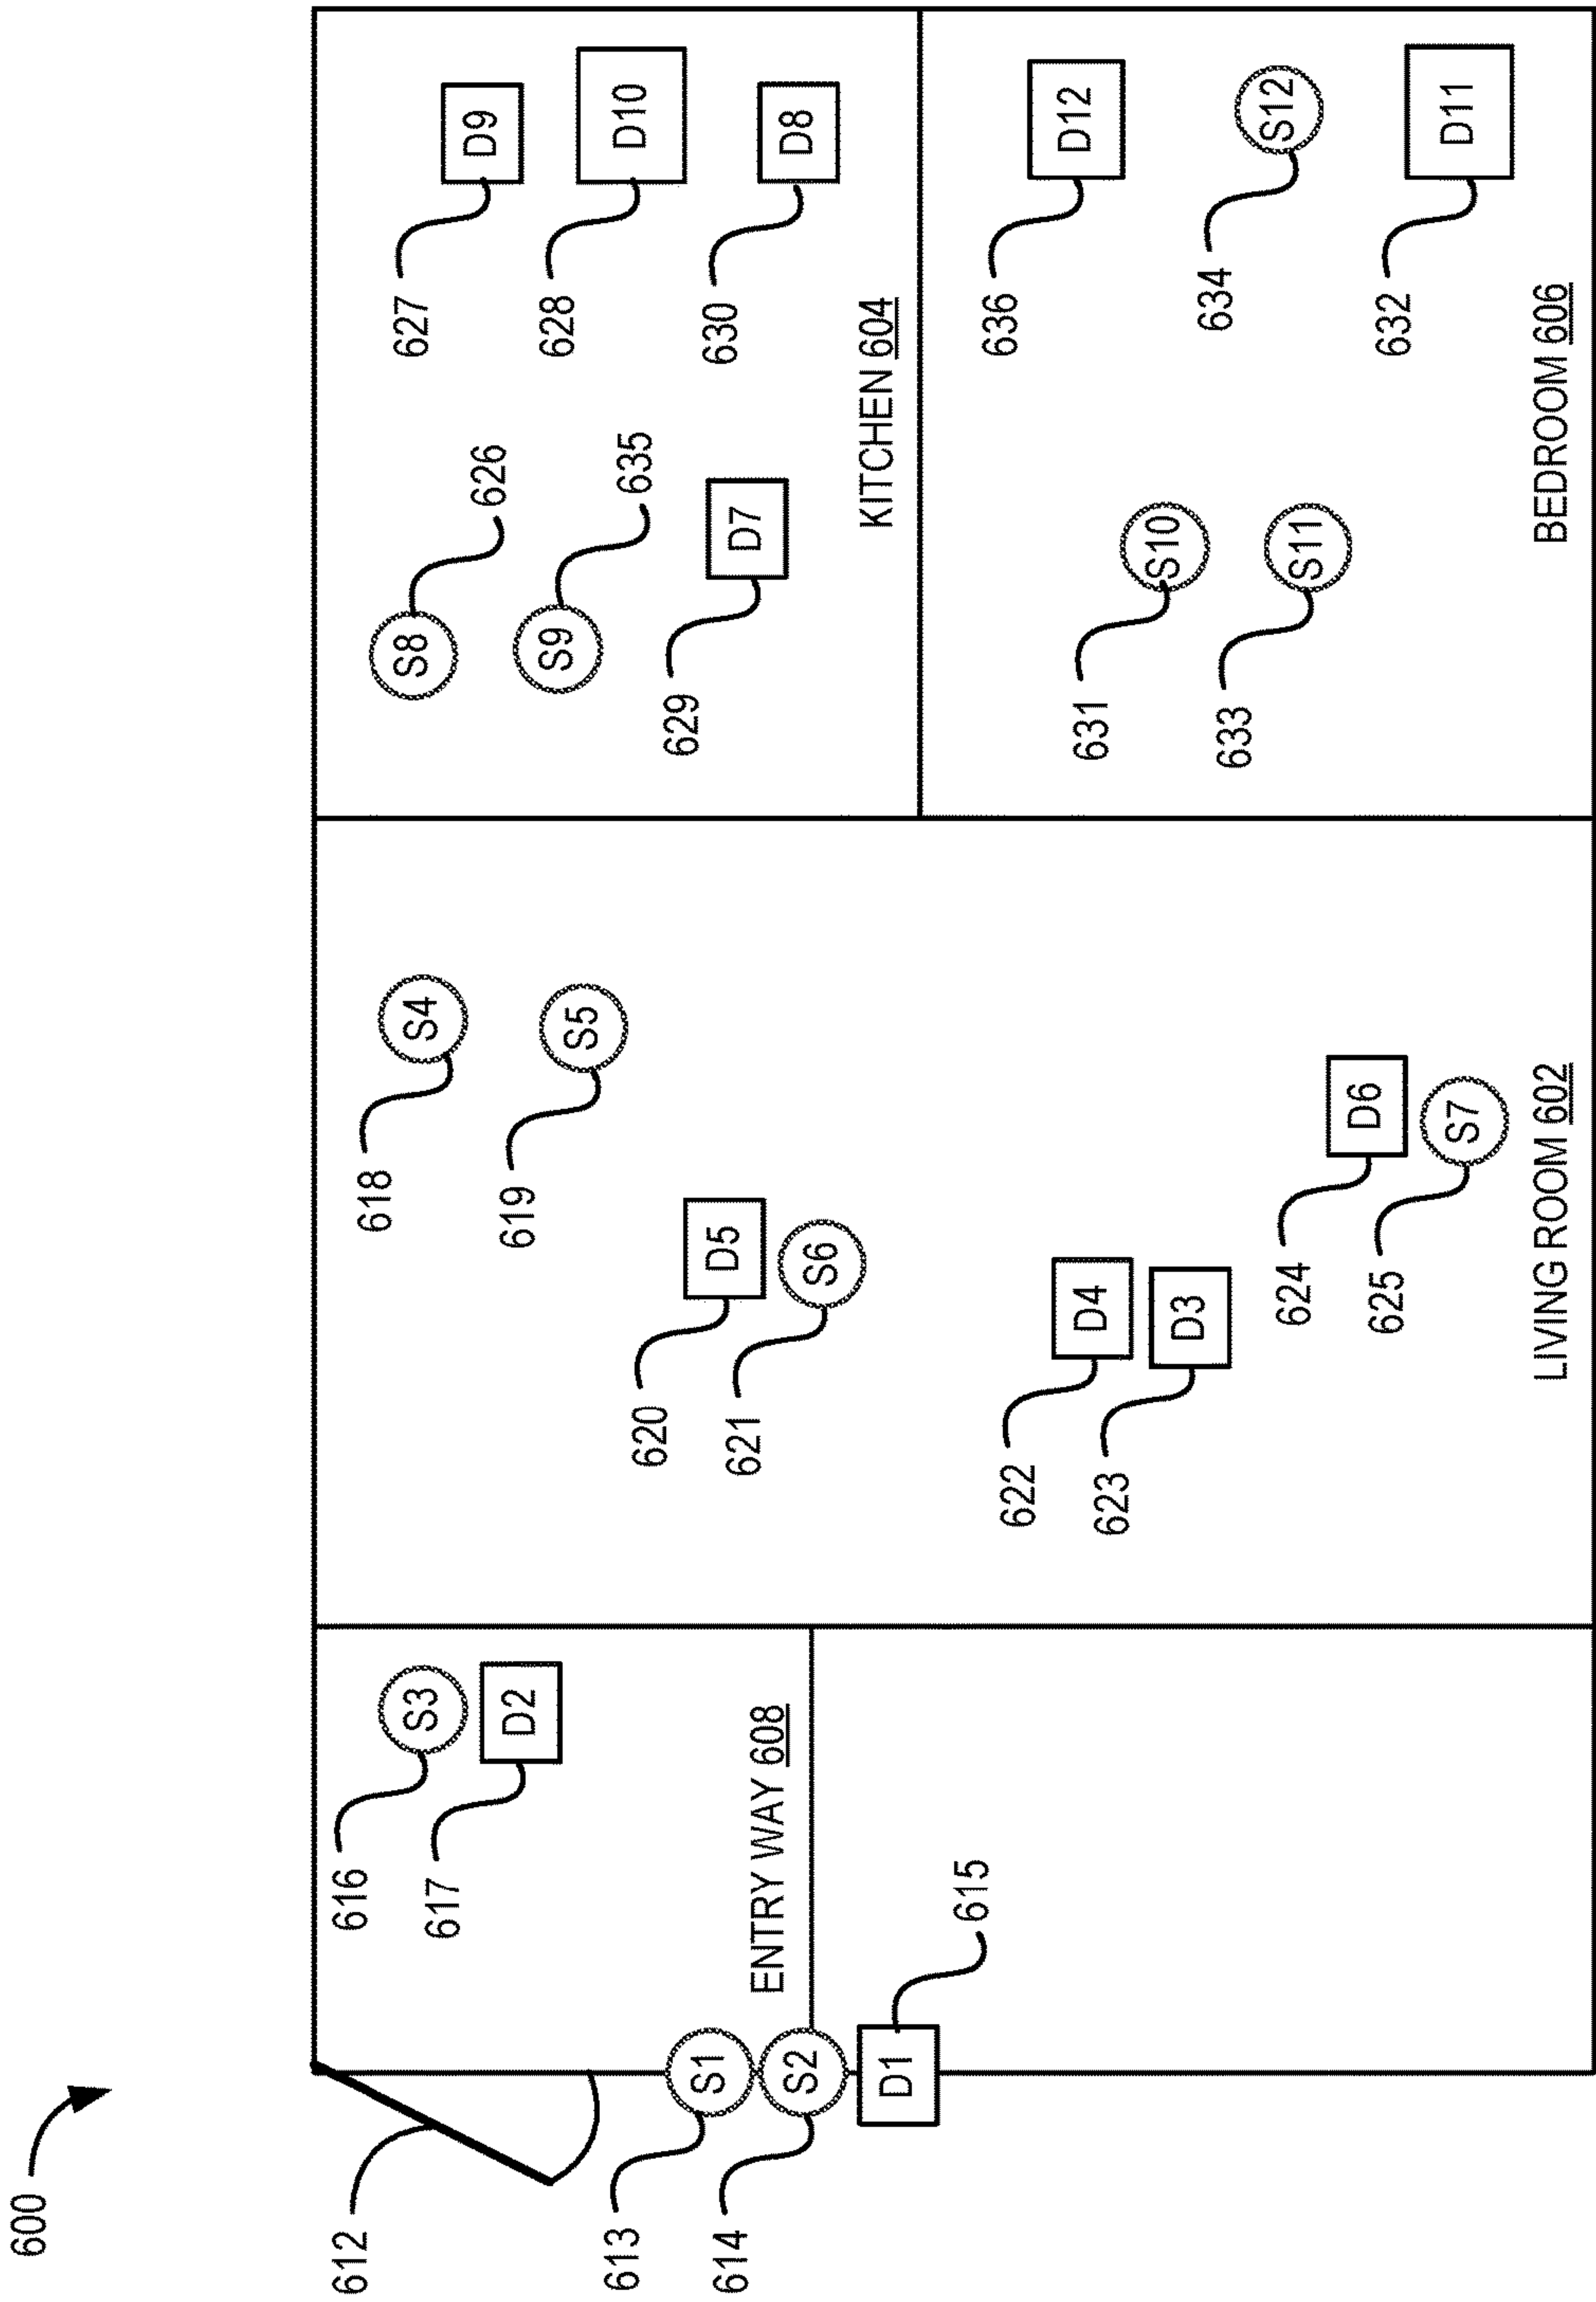 600
612
613
S1
614
S2
D1
615
616
S3
617
D2
ENTRY WAY 608
618
S4
619
S5
620
D5
621
S6
622
D4
623
D3
624
D6
625
S7
LIVING ROOM 602
S8
626
S9
635
629
D7
627
D9
628
D10
630
D8
KITCHEN 604
631
S10
633
S11
636
D12
634
S12
632
D11
BEDROOM 606